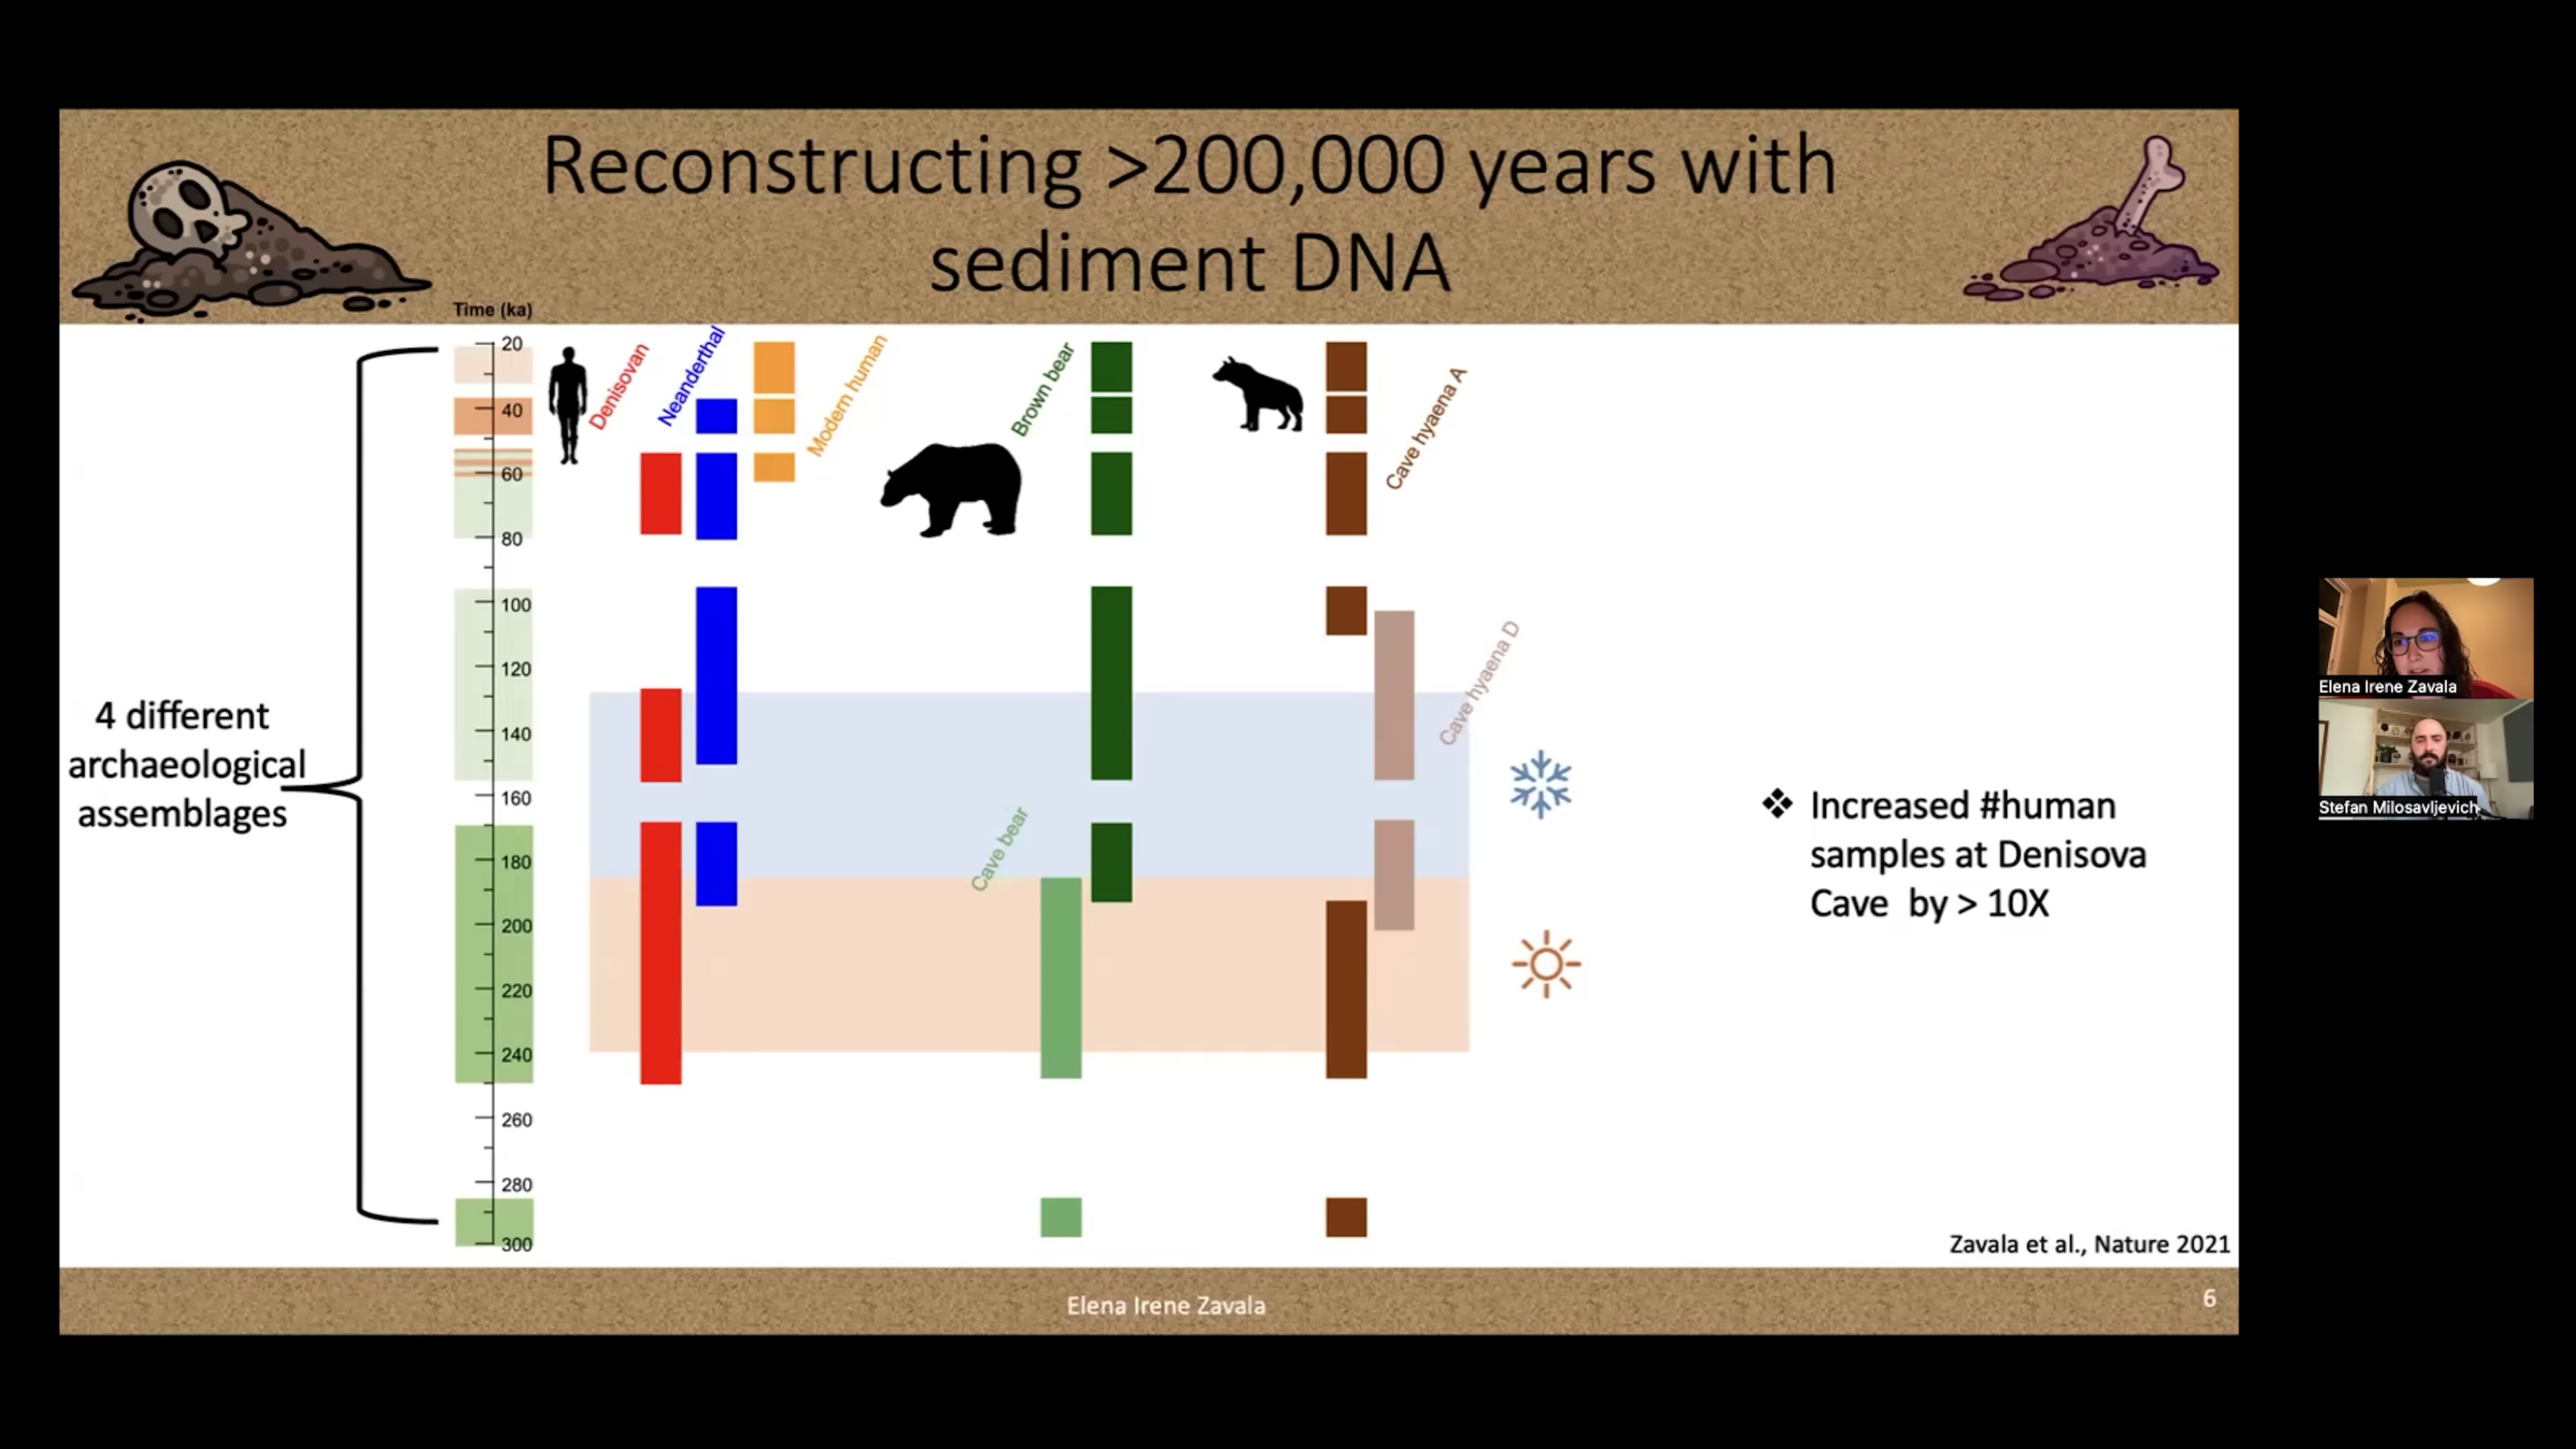 Reconstructing >200,000 years with
sediment DNA
Time (ka)
20
40
60
80
100
120
140
160
180
200
220
240
260
280
300
Denisovan
Neanderthal
Modern human
Brown bear
Cave hyaena A
Cave hyaena D
Cave bear
4 different
archaeological
assemblages
❖ Increased #human
samples at Denisova
Cave by > 10X
Zavala et al., Nature 2021
Elena Irene Zavala
6
Elena Irene Zavala
Stefan Milosavljevich